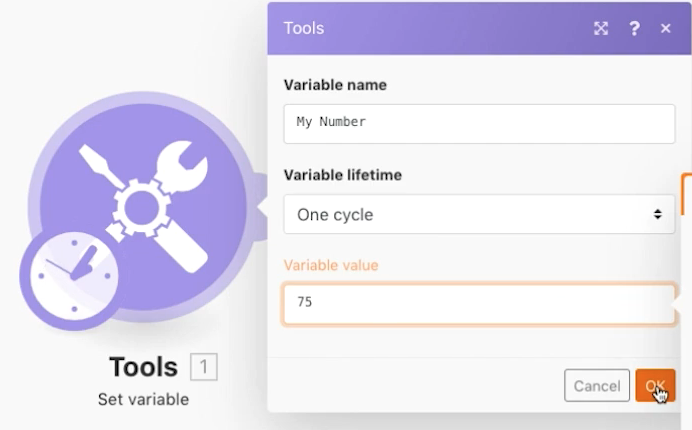 Tools
?
Variable name
My Number
Variable lifetime
One cycle
Variable value
75
Cancel
OK
Tools 1
Set variable